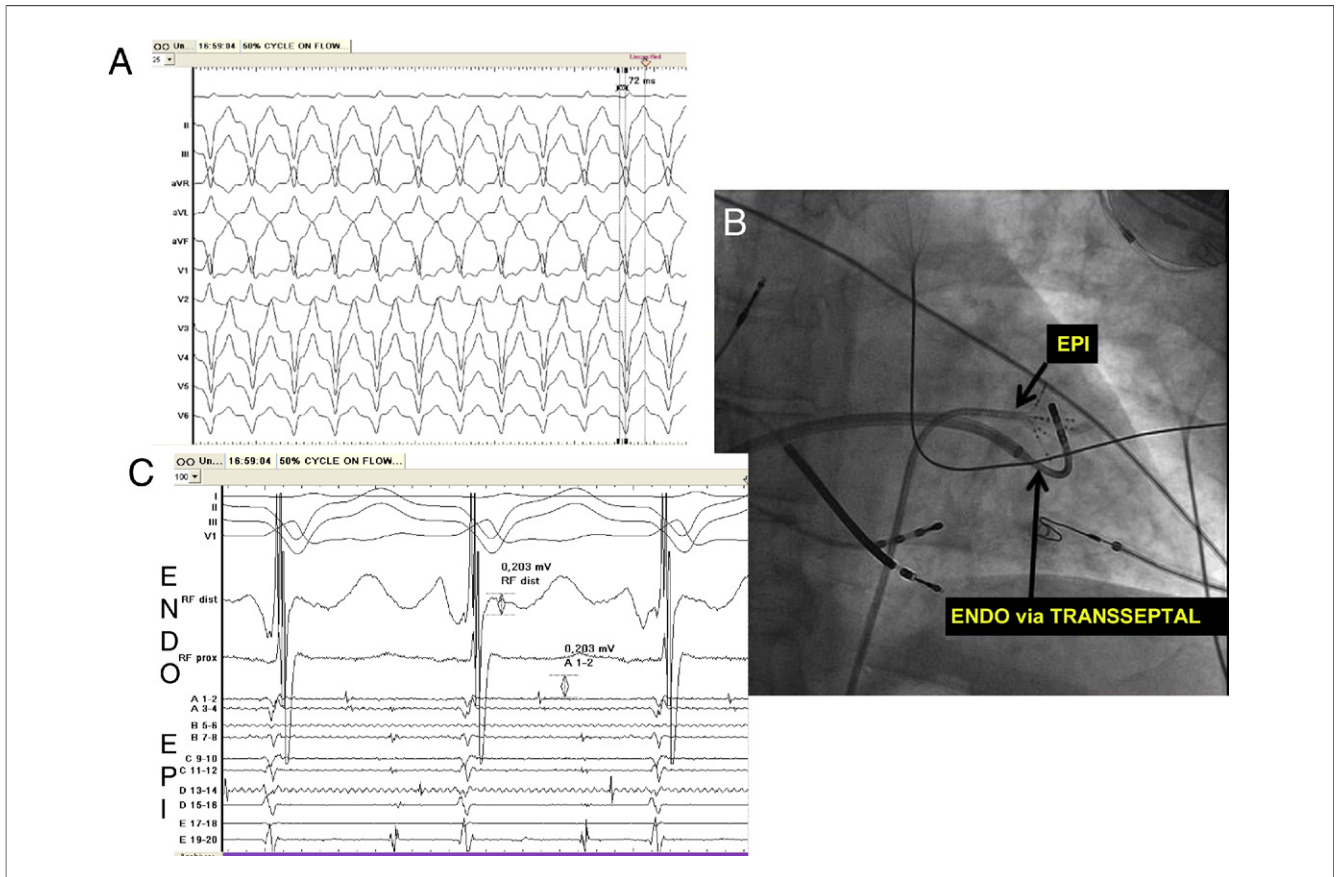 A
Un... 16:59:04 50% CYCLE ON FLOW...
25
72 ms
II
III
aVR
aVL
aVF
V1
V2
V3
V4
V5
V6
B
EPI
ENDO via TRANSSEPTAL
C
Un... 16:59:04 50% CYCLE ON FLOW...
100
I
II
III
V1
ENDO
RF dist
0,203 mV
RF dist
RF prox
0,203 mV
A 1-2
EPI
A 1-2
A 3-4
B 5-6
B 7-8
C 9-10
C 11-12
D 13-14
D 15-16
E 17-18
E 19-20